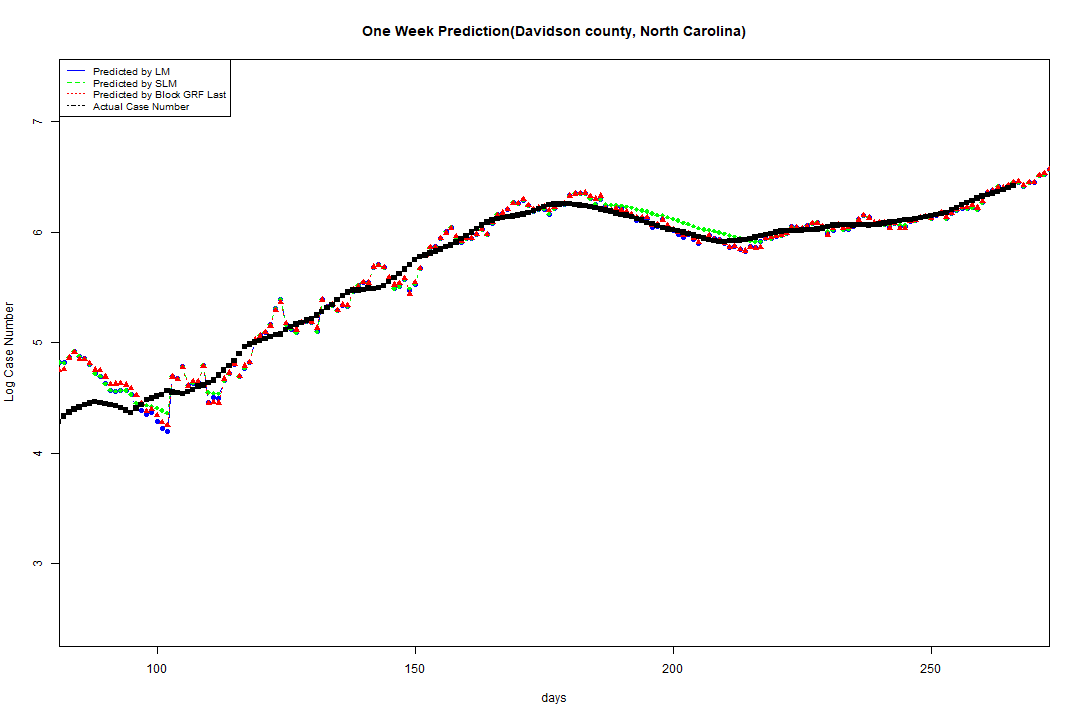 One Week Prediction(Davidson county, North Carolina)
Predicted by LM
Predicted by SLM
Predicted by Block GRF Last
Actual Case Number
7
6
5
4
3
Log Case Number
100 150 200 250
days